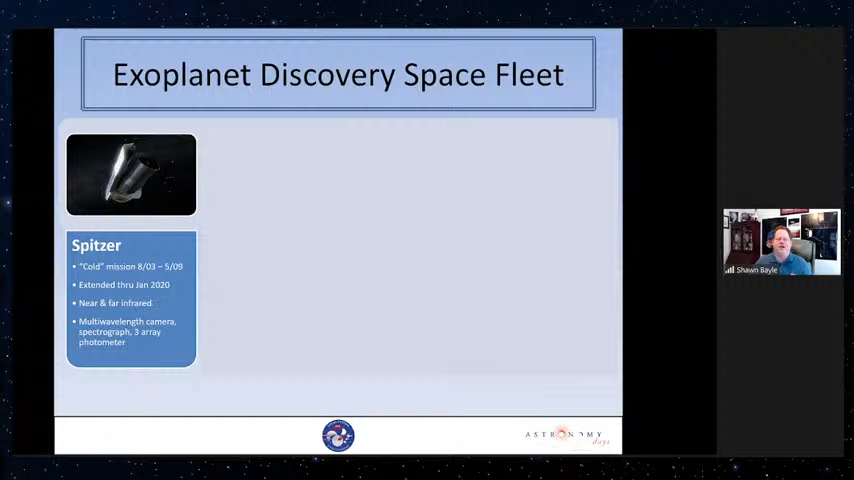 Exoplanet Discovery Space Fleet
Spitzer
• "Cold" mission 8/03 – 5/09
• Extended thru Jan 2020
• Near & far infrared
• Multiwavelength camera,
spectrograph, 3 array
photometer
Shawn Bayle
ASTRONOMY
days